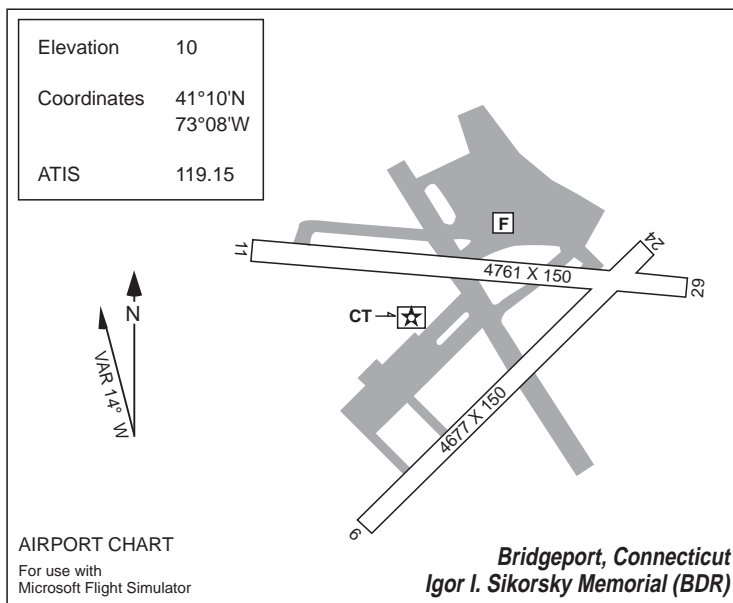 Elevation 10
Coordinates 41°10'N
73°08'W
ATIS 119.15
F
11
24
4761 X 150
29
CT
N
VAR 14° W
4677 X 150
6
AIRPORT CHART
For use with
Microsoft Flight Simulator
Bridgeport, Connecticut
Igor I. Sikorsky Memorial (BDR)